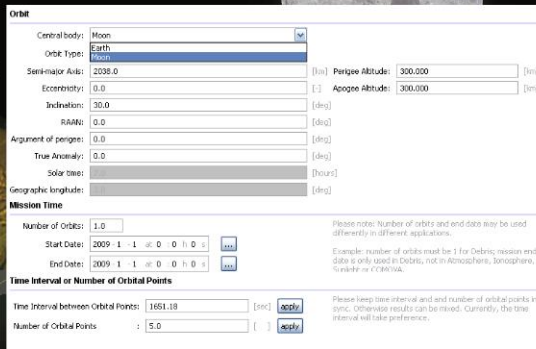 Orbit
Central body: Moon
Earth
Moon
Orbit Type:
Semi-major Axis: 2038.0 [km] Perigee Altitude: 300.000 [km
Eccentricity: 0.0 [-] Apogee Altitude: 300.000 [km
Inclination: 30.0 [deg]
RAAN: 0.0 [deg]
Argument of perigee: 0.0 [deg]
True Anomaly: 0.0 [deg]
Solar time: [hours]
Geographic longitude: [deg]
Mission Time
Number of Orbits: 1.0
Start Date: 2009 - 1 - 1 at 0 : 0 h 0 s ...
End Date: 2009 - 1 - 1 at 0 : 0 h 0 s ...
Please note: Number of orbits and end date may be used
differently in different applications.
Example: number of orbits must be 1 for Debris; mission end
date is only used in Debris, not in Atmosphere, Ionosphere,
Sunlight or COMOVA.
Time Interval or Number of Orbital Points
Time Interval between Orbital Points: 1651.18 [sec] apply
Number of Orbital Points : 5.0 [ ] apply
Please keep time interval and and number of orbital points in
sync. Otherwise results can be mixed. Currently, the time
interval will take preference.